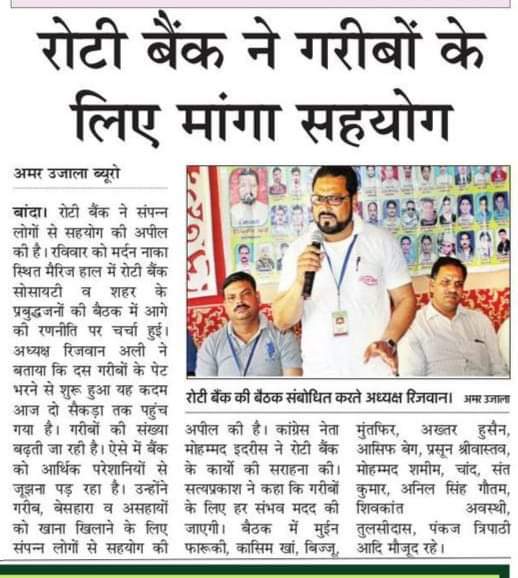 रोटी बैंक ने गरीबों के
लिए मांगा सहयोग
अमर उजाला ब्यूरो
बांदा। रोटी बैंक ने संपन्न
लोगों से सहयोग की अपील
की है। रविवार को मर्दन नाका
स्थित मैरिज हाल में रोटी बैंक
सोसायटी व शहर के
प्रबुद्धजनों की बैठक में आगे
की रणनीति पर चर्चा हुई।
अध्यक्ष रिजवान अली ने
बताया कि दस गरीबों के पेट
भरने से शुरू हुआ यह कदम
आज दो सैकड़ा तक पहुंच
गया है। गरीबों की संख्या
बढ़ती जा रही है। ऐसे में बैंक
को आर्थिक परेशानियों से
जूझना पड़ रहा है। उन्होंने
गरीब, बेसहारा व असहायों
को खाना खिलाने के लिए
संपन्न लोगों से सहयोग की
रोटी बैंक की बैठक संबोधित करते अध्यक्ष रिजवान। अमर उजाला
अपील की है। कांग्रेस नेता
मोहम्मद इदरीस ने रोटी बैंक
के कार्यो की सराहना की।
सत्यप्रकाश ने कहा कि गरीबों
के लिए हर संभव मदद की
जाएगी। बैठक में मुईन
फारूकी, कासिम खां, बिज्जू,
मुंतफिर, अख्तर हुसैन,
आसिफ बेग, प्रसून श्रीवास्तव,
मोहम्मद शमीम, चांद, संत
कुमार, अनिल सिंह गौतम,
शिवकांत अवस्थी,
तुलसीदास, पंकज त्रिपाठी
आदि मौजूद रहे।